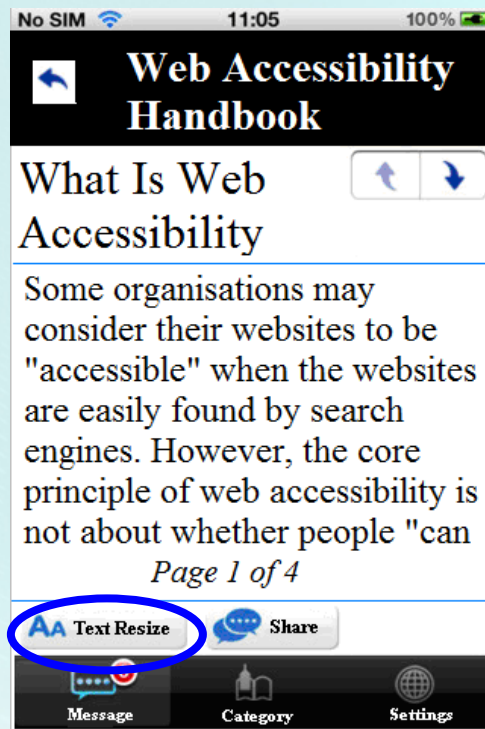 No SIM 11:05 100%
Web Accessibility
Handbook
What Is Web
Accessibility
Some organisations may
consider their websites to be
"accessible" when the websites
are easily found by search
engines. However, the core
principle of web accessibility is
not about whether people "can
Page 1 of 4
AA Text Resize Share
Message Category Settings